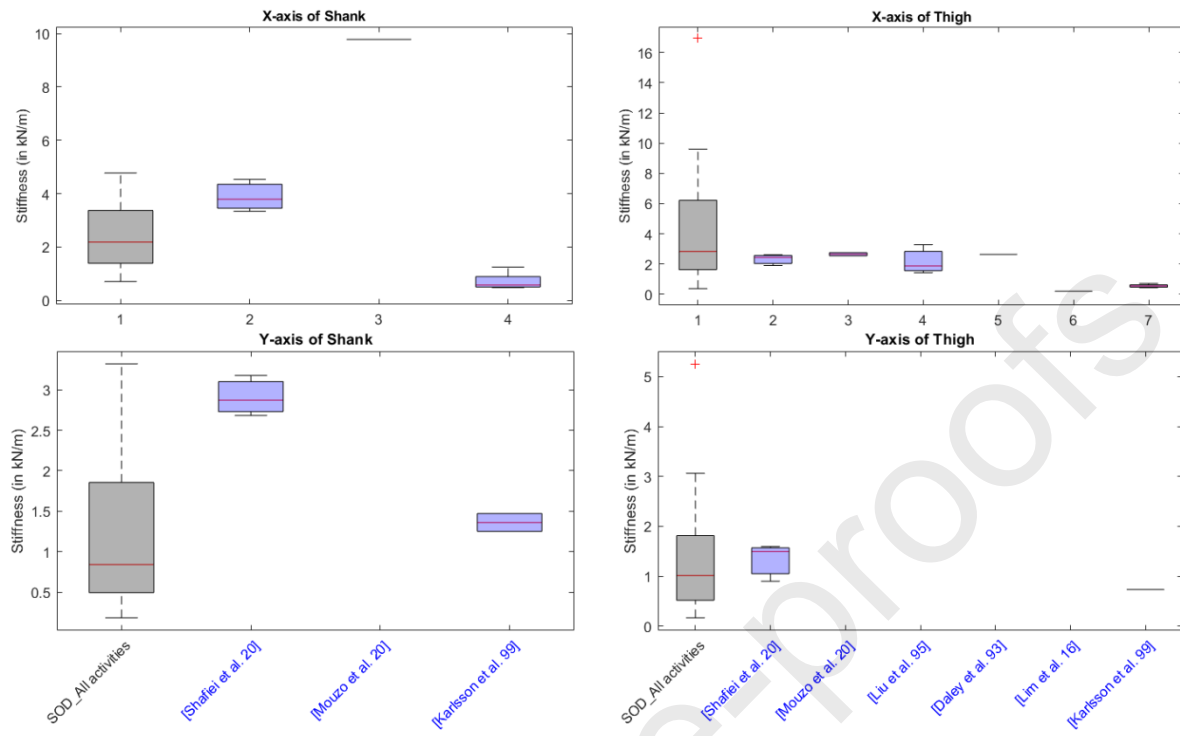 X-axis of Shank
10
8
6
4
2
0
Stiffness (in kN/m)
1 2 3 4
X-axis of Thigh
16
14
12
10
8
6
4
2
0
Stiffness (in kN/m)
1 2 3 4 5 6 7
Y-axis of Shank
3
2.5
2
1.5
1
0.5
Stiffness (in kN/m)
SOD_All activities
[Shafiei et al. 20]
[Mouzo et al. 20]
[Karlsson et al. 99]
Y-axis of Thigh
5
4
3
2
1
0
Stiffness (in kN/m)
SOD_All activities
[Shafiei et al. 20]
[Mouzo et al. 20]
[Liu et al. 95]
[Daley et al. 93]
[Lim et al. 16]
[Karlsson et al. 99]
e-proofs